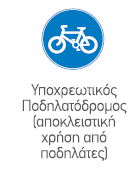 Υποχρεωτικός
Ποδηλατόδρομος
(αποκλειστική
χρήση από
ποδηλάτες)